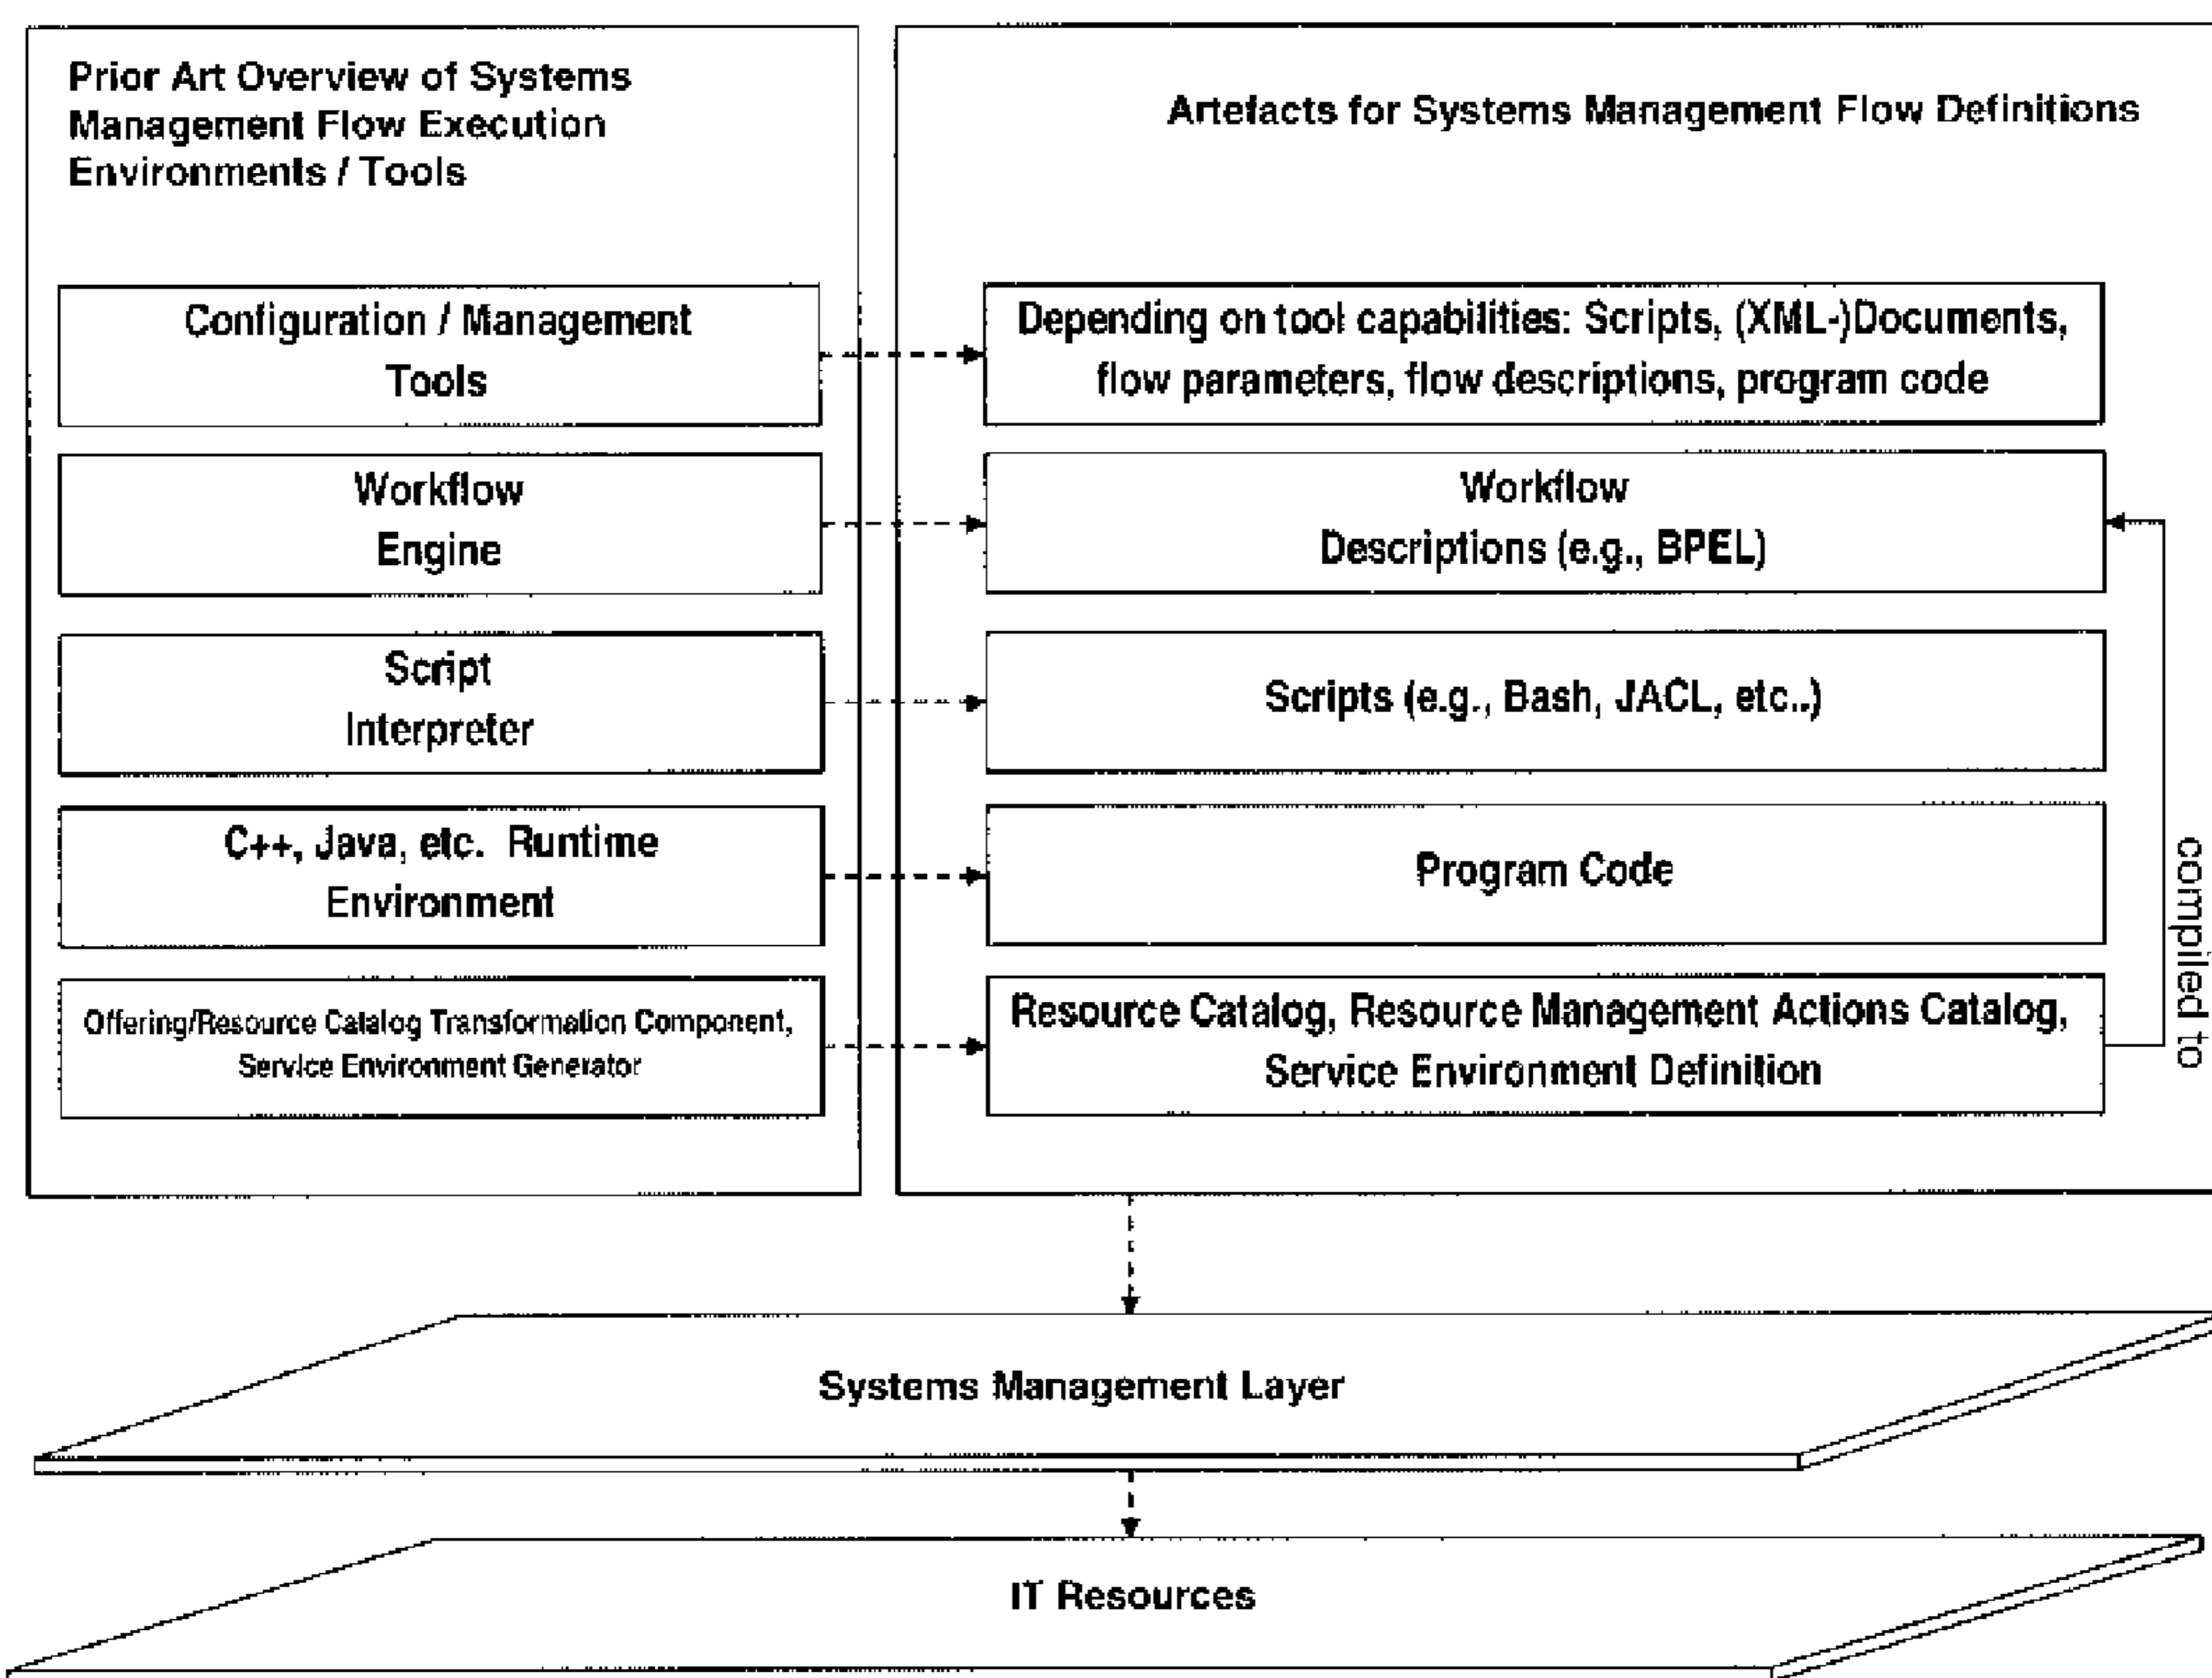 Prior Art Overview of Systems
Management Flow Execution
Environments / Tools
Artefacts for Systems Management Flow Definitions
Configuration / Management
Tools
Depending on tool capabilities: Scripts, (XML-)Documents,
flow parameters, flow descriptions, program code
Workflow
Engine
Workflow
Descriptions (e.g., BPEL)
Script
Interpreter
Scripts (e.g., Bash, JACL, etc..)
C++, Java, etc. Runtime
Environment
Program Code
Offering/Resource Catalog Transformation Component,
Service Environment Generator
Resource Catalog, Resource Management Actions Catalog,
Service Environment Definition
compiled to
Systems Management Layer
IT Resources